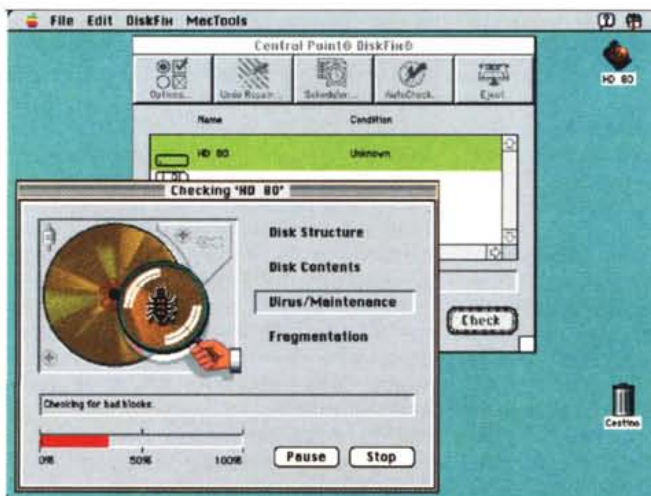 File Edit DiskFix MacTools
HD 80
Central Point® DiskFix®
Options... Undo Repair... Scheduler... AutoCheck... Eject
Name Condition
HD 80 Unknown
Checking "HD 80"
Disk Structure
Disk Contents
Virus/Maintenance
Fragmentation
Check
Checking for bad blocks.
0% 50% 100%
Pause Stop
Cestino